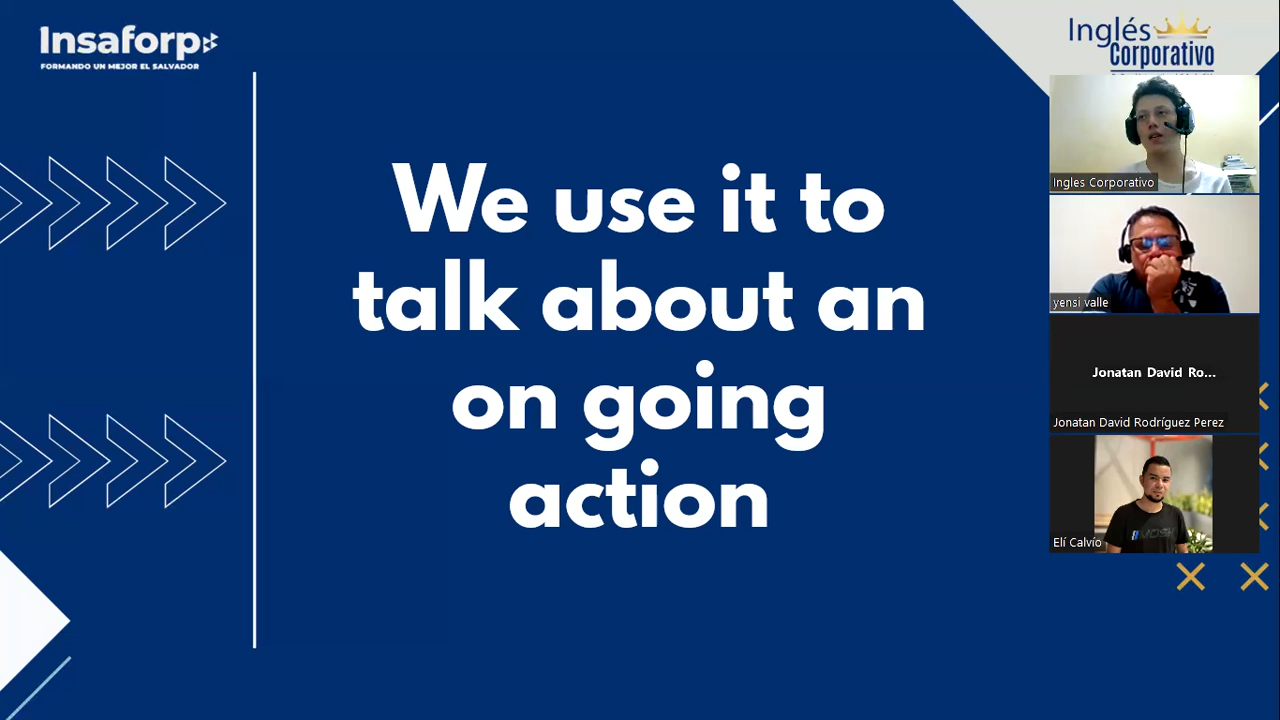 Insaforp
FORMANDO UN MEJOR EL SALVADOR
Inglés
Corporativo
We use it to
talk about an
on going
action
Ingles Corporativo
yensi valle
Jonatan David Ro...
Jonatan David Rodríguez Perez
Elí Calvío